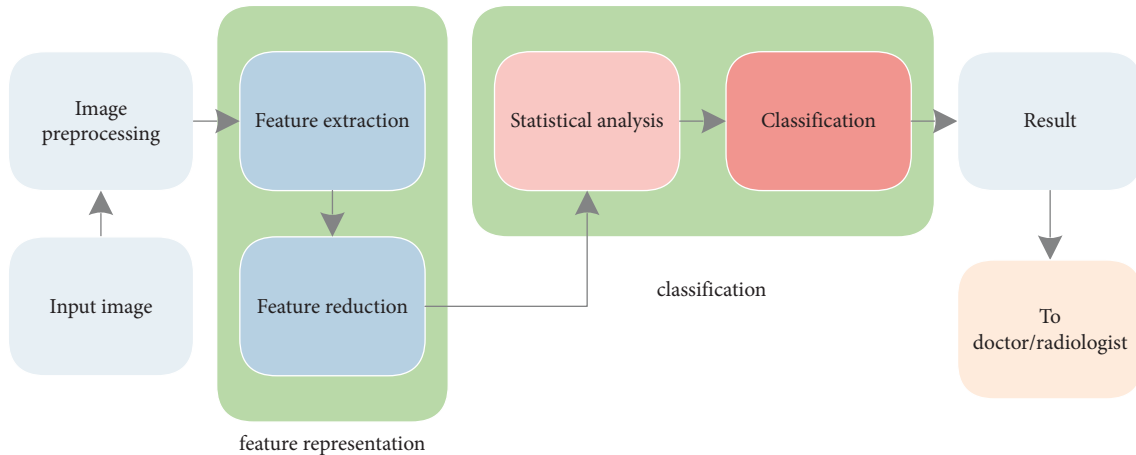 Image
preprocessing
Input image
Feature extraction
Feature reduction
feature representation
Statistical analysis
Classification
classification
Result
To
doctor/radiologist